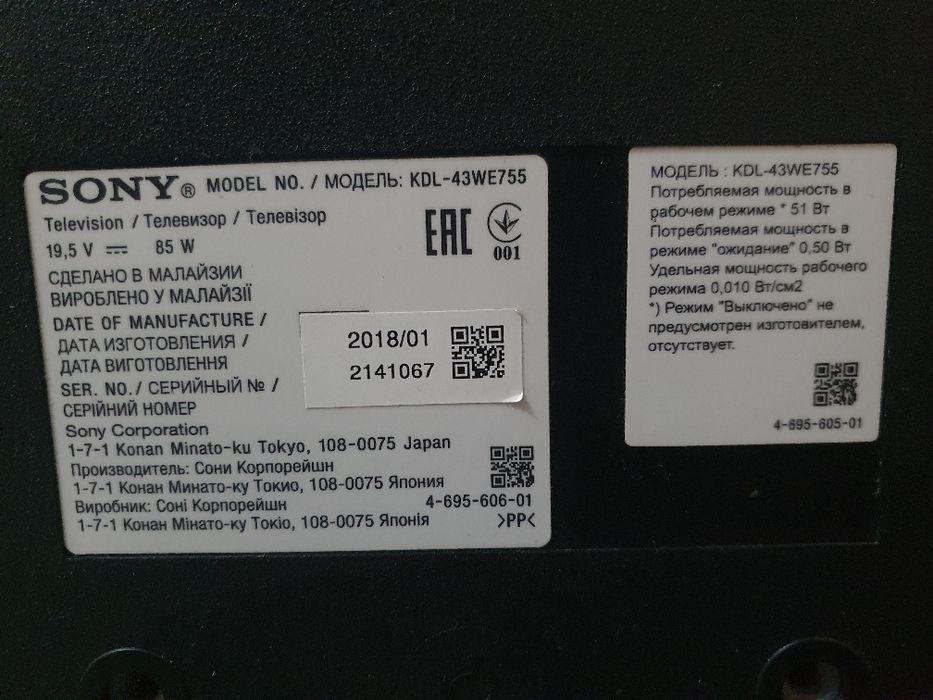 SONY® MODEL NO. / МОДЕЛЬ: KDL-43WE755
Television / Телевизор / Телевізор
19,5 V ⎓ 85 W
EAC
001
СДЕЛАНО В МАЛАЙЗИИ
ВИРОБЛЕНО У МАЛАЙЗІЇ
DATE OF MANUFACTURE /
ДАТА ИЗГОТОВЛЕНИЯ /
ДАТА ВИГОТОВЛЕННЯ
2018/01
2141067
SER. NO. / СЕРИЙНЫЙ № /
СЕРІЙНИЙ НОМЕР
Sony Corporation
1-7-1 Konan Minato-ku Tokyo, 108-0075 Japan
Производитель: Сони Корпорейшн
1-7-1 Конан Минато-ку Токио, 108-0075 Япония
Виробник: Соні Корпорейшн
4-695-606-01
1-7-1 Конан Мінато-ку Токіо, 108-0075 Японія
>PP<
МОДЕЛЬ : KDL-43WE755
Потребляемая мощность в
рабочем режиме * 51 Вт
Потребляемая мощность в
режиме "ожидание" 0,50 Вт
Удельная мощность рабочего
режима 0,010 Вт/см2
*) Режим "Выключено" не
предусмотрен изготовителем,
отсутствует.
4-695-605-01